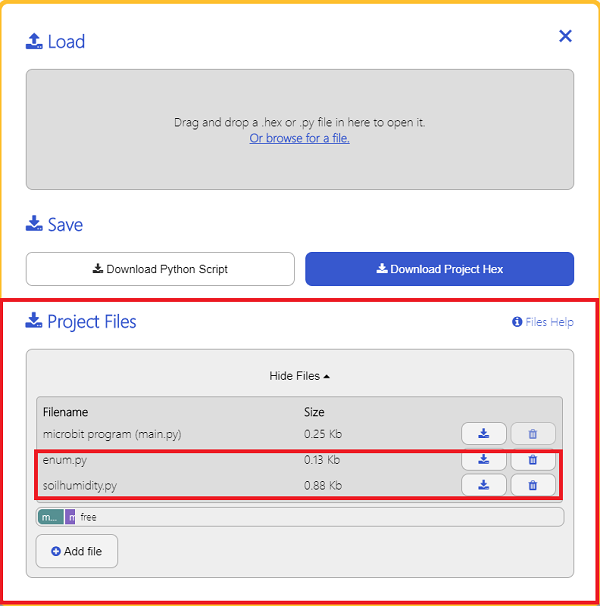 Load
Drag and drop a .hex or .py file in here to open it.
Or browse for a file.
Save
Download Python Script
Download Project Hex
Project Files
Files Help
Hide Files
Filename Size
microbit program (main.py) 0.25 Kb
enum.py 0.13 Kb
soilhumidity.py 0.88 Kb
m... m free
Add file